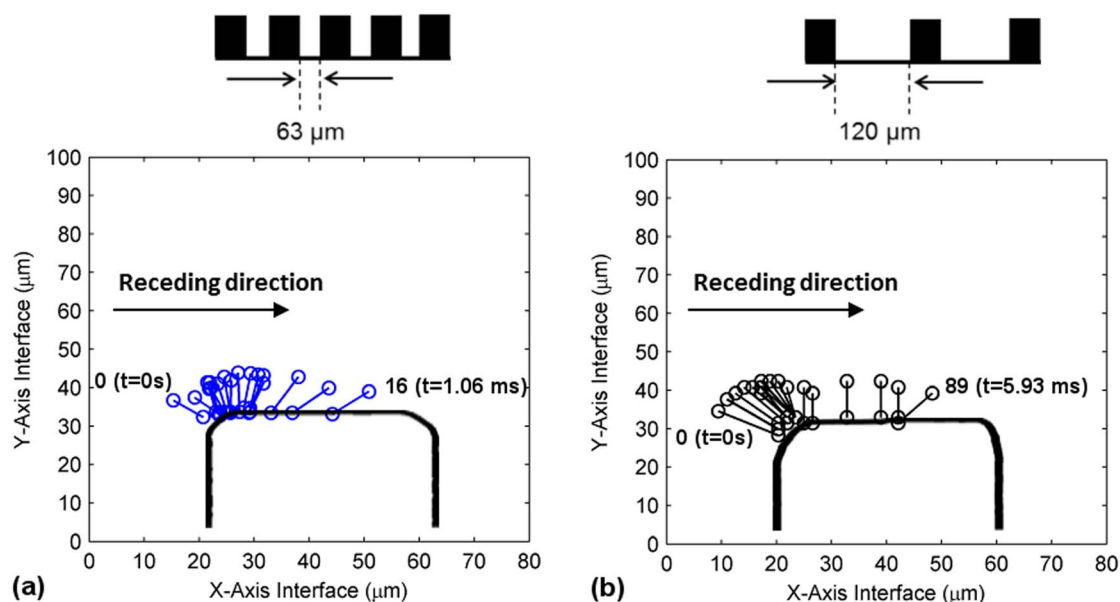 63 μm
120 μm
100
90
80
70
60
50
40
30
20
10
0
Y-Axis Interface (μm)
Receding direction
0 (t=0s)
16 (t=1.06 ms)
0 10 20 30 40 50 60 70 80
X-Axis Interface (μm)
(a)
100
90
80
70
60
50
40
30
20
10
0
Y-Axis Interface (μm)
Receding direction
0 (t=0s)
89 (t=5.93 ms)
0 10 20 30 40 50 60 70 80
X-Axis Interface (μm)
(b)